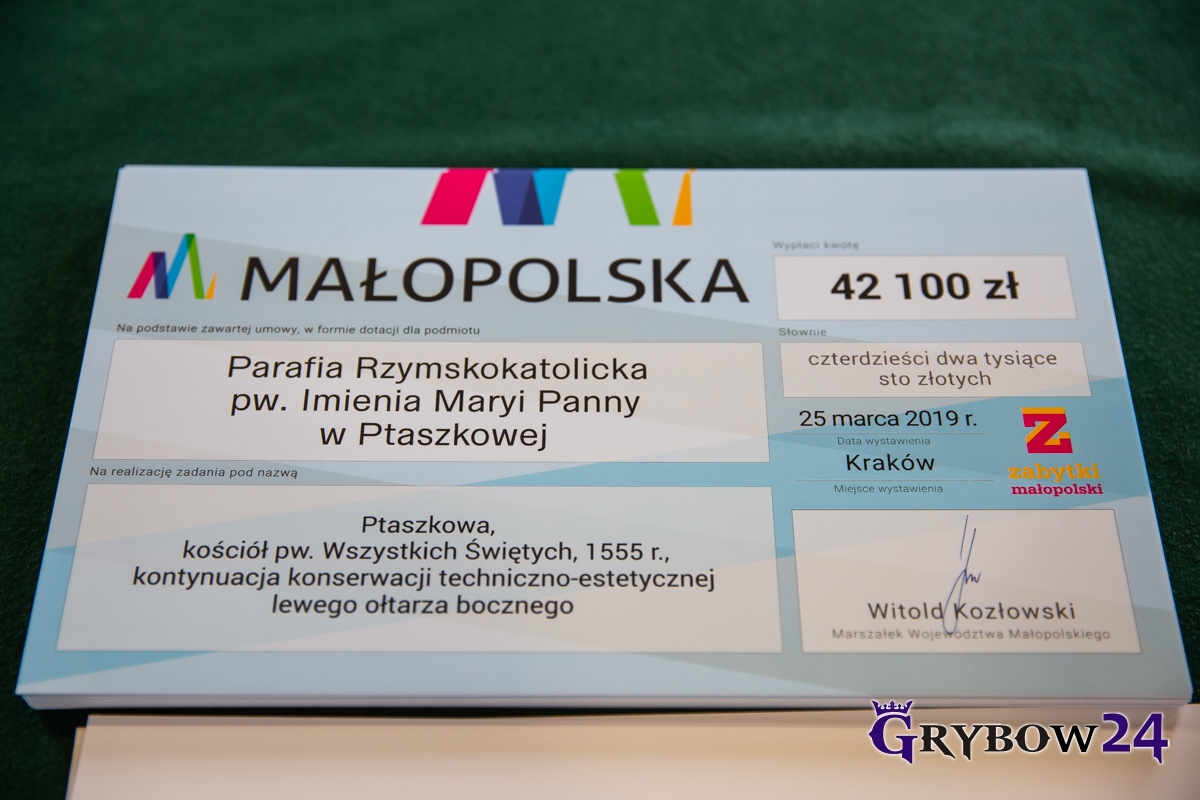 MAŁOPOLSKA
Na podstawie zawartej umowy, w formie dotacji dla podmiotu
Parafia Rzymskokatolicka
pw. Imienia Maryi Panny
w Ptaszkowej
Na realizację zadania pod nazwą
Ptaszkowa,
kościół pw. Wszystkich Świętych, 1555 r.,
kontynuacja konserwacji techniczno-estetycznej
lewego ołtarza bocznego
Wypłaci kwotę
42 100 zł
Słownie
czterdzieści dwa tysiące
sto złotych
25 marca 2019 r.
Data wystawienia
Kraków
Miejsce wystawienia
zabytki
małopolski
Witold Kozłowski
Marszałek Województwa Małopolskiego
GRYBOW24